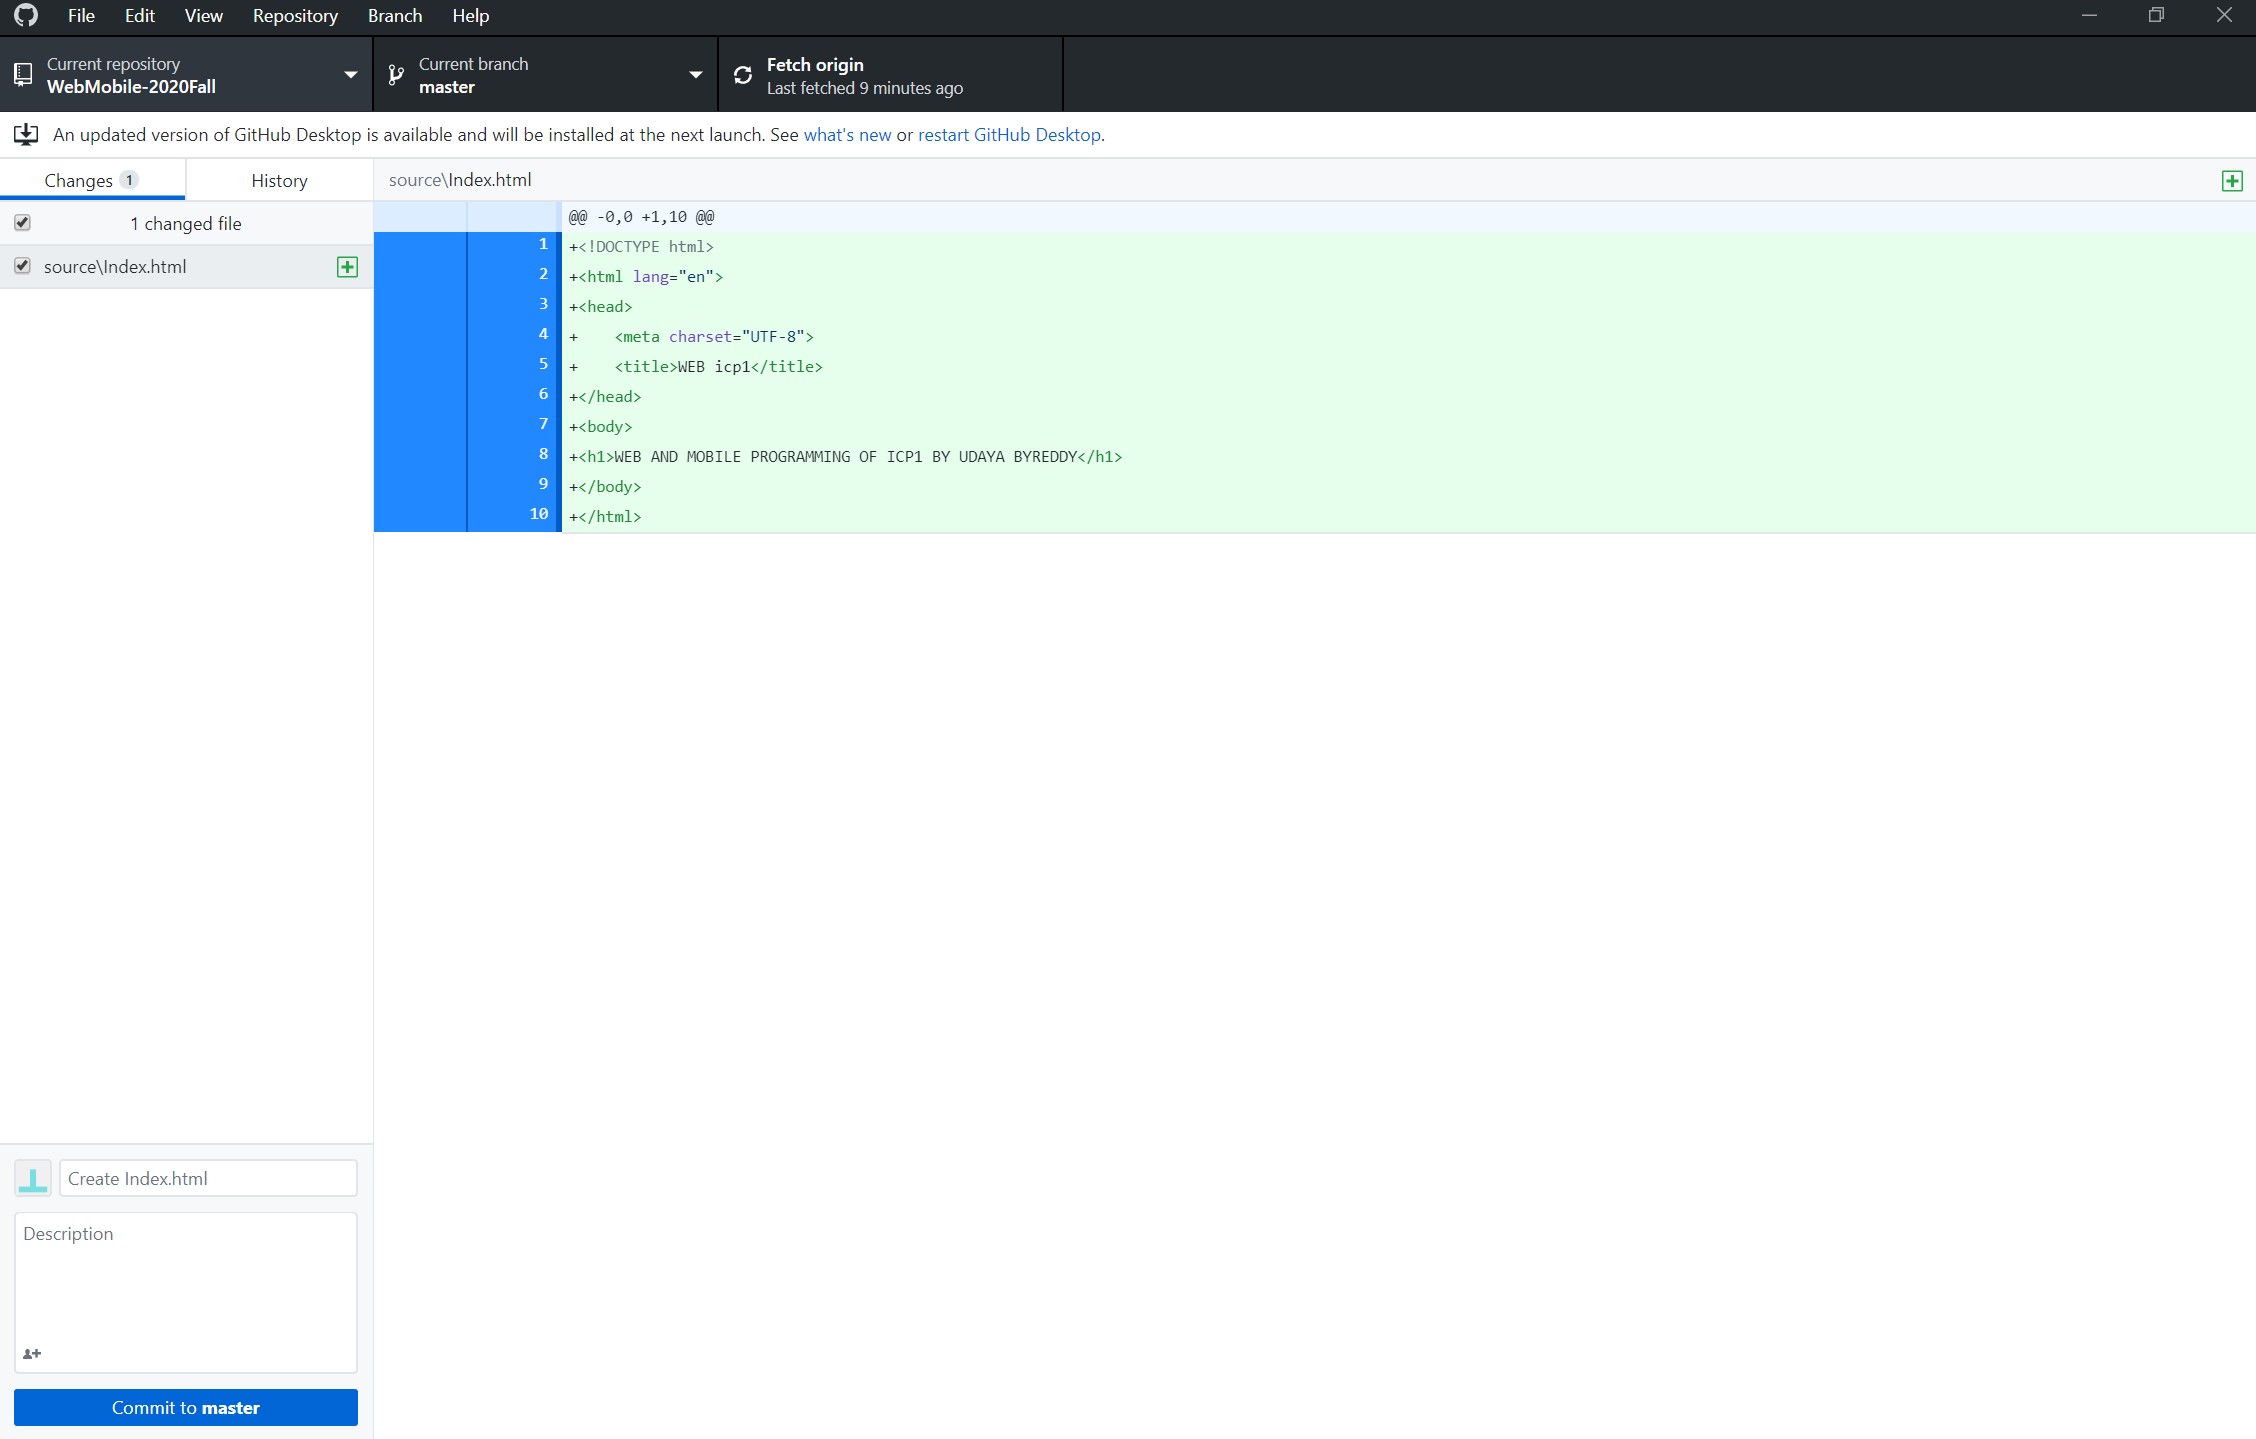 File Edit View Repository Branch Help
Current repository
WebMobile-2020Fall
Current branch
master
Fetch origin
Last fetched 9 minutes ago
An updated version of GitHub Desktop is available and will be installed at the next launch. See what's new or restart GitHub Desktop.
Changes 1
History
source\Index.html
1 changed file
source\Index.html
@@ -0,0 +1,10 @@
1 +<!DOCTYPE html>
2 +<html lang="en">
3 +<head>
4 +    <meta charset="UTF-8">
5 +    <title>WEB icp1</title>
6 +</head>
7 +<body>
8 +<h1>WEB AND MOBILE PROGRAMMING OF ICP1 BY UDAYA BYREDDY</h1>
9 +</body>
10 +</html>
Create Index.html
Description
Commit to master